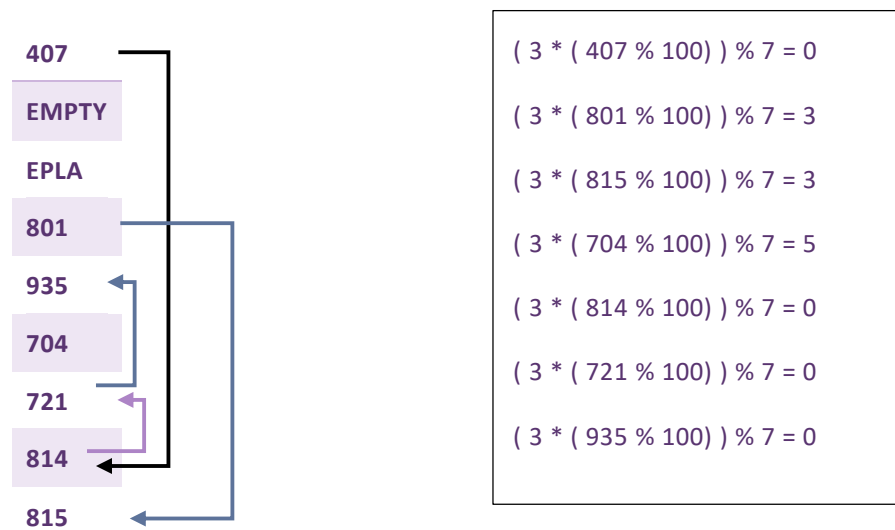 407
EMPTY
EPLA
801
935
704
721
814
815
( 3 * ( 407 % 100) ) % 7 = 0
( 3 * ( 801 % 100) ) % 7 = 3
( 3 * ( 815 % 100) ) % 7 = 3
( 3 * ( 704 % 100) ) % 7 = 5
( 3 * ( 814 % 100) ) % 7 = 0
( 3 * ( 721 % 100) ) % 7 = 0
( 3 * ( 935 % 100) ) % 7 = 0